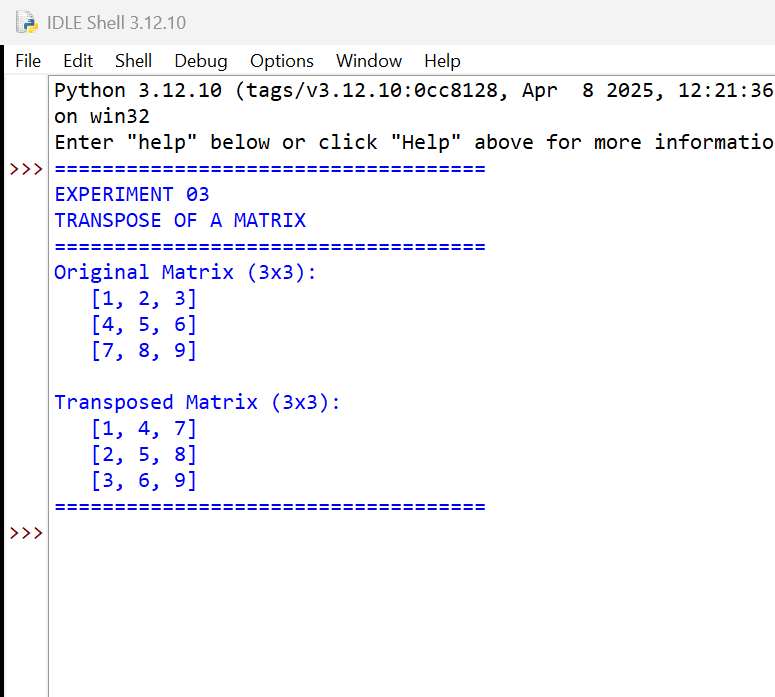 IDLE Shell 3.12.10
File Edit Shell Debug Options Window Help
Python 3.12.10 (tags/v3.12.10:0cc8128, Apr  8 2025, 12:21:36
on win32
Enter "help" below or click "Help" above for more informatio
>>> ====================================
EXPERIMENT 03
TRANSPOSE OF A MATRIX
====================================
Original Matrix (3x3):
   [1, 2, 3]
   [4, 5, 6]
   [7, 8, 9]

Transposed Matrix (3x3):
   [1, 4, 7]
   [2, 5, 8]
   [3, 6, 9]
====================================
>>>